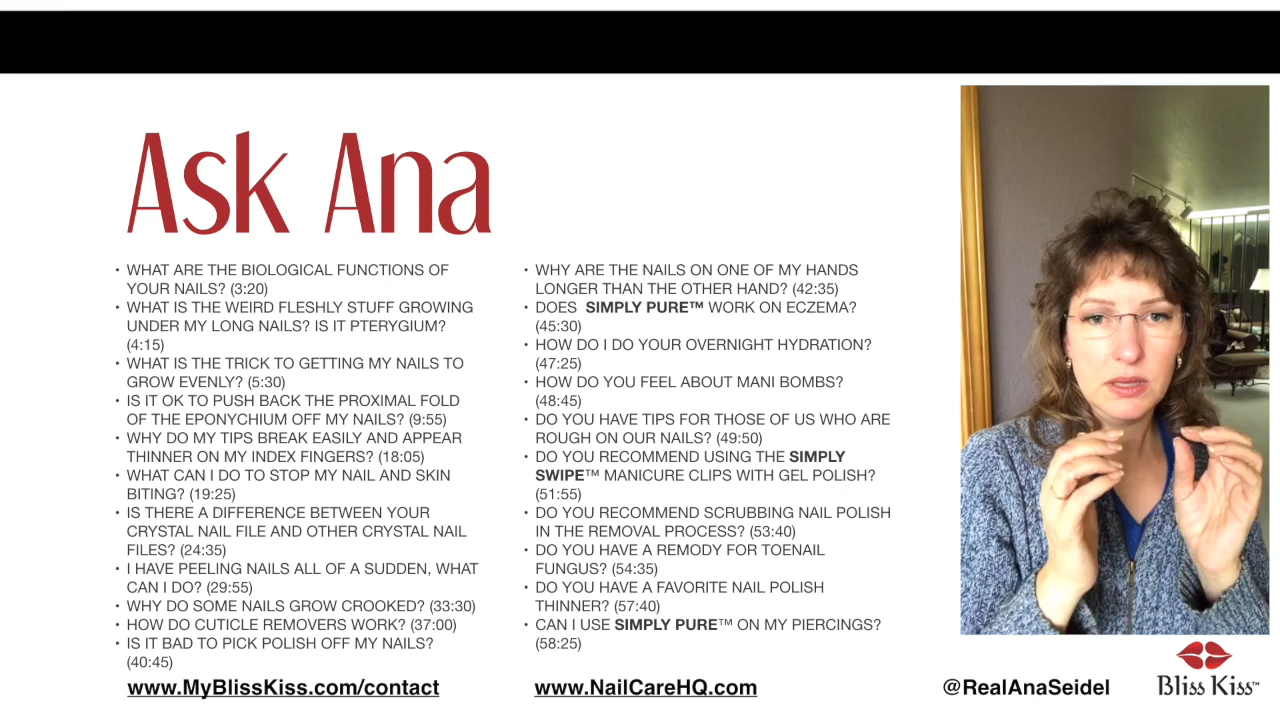 Ask Ana
• WHAT ARE THE BIOLOGICAL FUNCTIONS OF
YOUR NAILS? (3:20)
• WHAT IS THE WEIRD FLESHLY STUFF GROWING
UNDER MY LONG NAILS? IS IT PTERYGIUM?
(4:15)
• WHAT IS THE TRICK TO GETTING MY NAILS TO
GROW EVENLY? (5:30)
• IS IT OK TO PUSH BACK THE PROXIMAL FOLD
OF THE EPONYCHIUM OFF MY NAILS? (9:55)
• WHY DO MY TIPS BREAK EASILY AND APPEAR
THINNER ON MY INDEX FINGERS? (18:05)
• WHAT CAN I DO TO STOP MY NAIL AND SKIN
BITING? (19:25)
• IS THERE A DIFFERENCE BETWEEN YOUR
CRYSTAL NAIL FILE AND OTHER CRYSTAL NAIL
FILES? (24:35)
• I HAVE PEELING NAILS ALL OF A SUDDEN, WHAT
CAN I DO? (29:55)
• WHY DO SOME NAILS GROW CROOKED? (33:30)
• HOW DO CUTICLE REMOVERS WORK? (37:00)
• IS IT BAD TO PICK POLISH OFF MY NAILS?
(40:45)
• WHY ARE THE NAILS ON ONE OF MY HANDS
LONGER THAN THE OTHER HAND? (42:35)
• DOES SIMPLY PURE™ WORK ON ECZEMA?
(45:30)
• HOW DO I DO YOUR OVERNIGHT HYDRATION?
(47:25)
• HOW DO YOU FEEL ABOUT MANI BOMBS?
(48:45)
• DO YOU HAVE TIPS FOR THOSE OF US WHO ARE
ROUGH ON OUR NAILS? (49:50)
• DO YOU RECOMMEND USING THE SIMPLY
SWIPE™ MANICURE CLIPS WITH GEL POLISH?
(51:55)
• DO YOU RECOMMEND SCRUBBING NAIL POLISH
IN THE REMOVAL PROCESS? (53:40)
• DO YOU HAVE A REMODY FOR TOENAIL
FUNGUS? (54:35)
• DO YOU HAVE A FAVORITE NAIL POLISH
THINNER? (57:40)
• CAN I USE SIMPLY PURE™ ON MY PIERCINGS?
(58:25)
www.MyBlissKiss.com/contact
www.NailCareHQ.com
@RealAnaSeidel
Bliss Kiss™